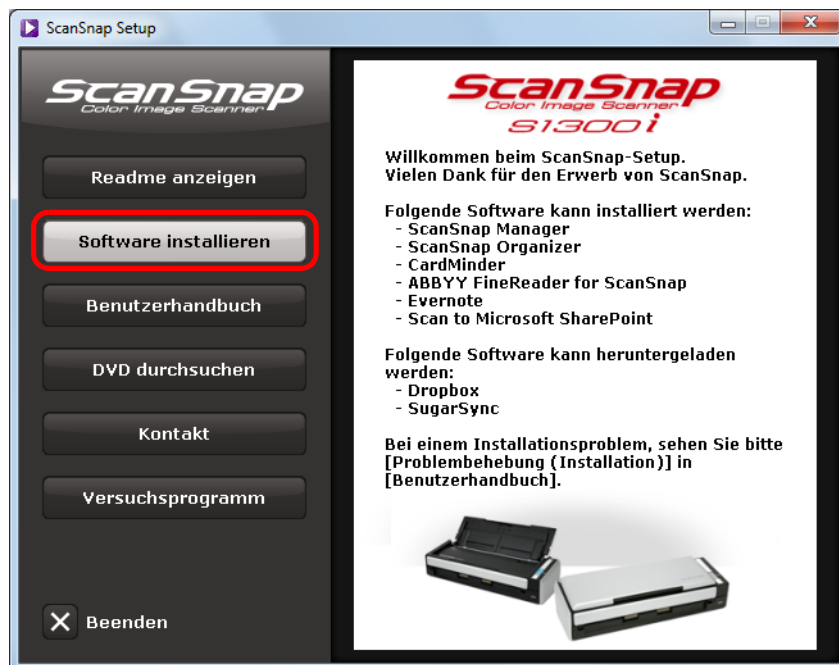 ScanSnap Setup
ScanSnap
Color Image Scanner
Readme anzeigen
Software installieren
Benutzerhandbuch
DVD durchsuchen
Kontakt
Versuchsprogramm
Beenden
ScanSnap
Color Image Scanner
S1300i
Willkommen beim ScanSnap-Setup.
Vielen Dank für den Erwerb von ScanSnap.
Folgende Software kann installiert werden:
- ScanSnap Manager
- ScanSnap Organizer
- CardMinder
- ABBYY FineReader for ScanSnap
- Evernote
- Scan to Microsoft SharePoint
Folgende Software kann heruntergeladen
werden:
- Dropbox
- SugarSync
Bei einem Installationsproblem, sehen Sie bitte
[Problembehebung (Installation)] in
[Benutzerhandbuch].